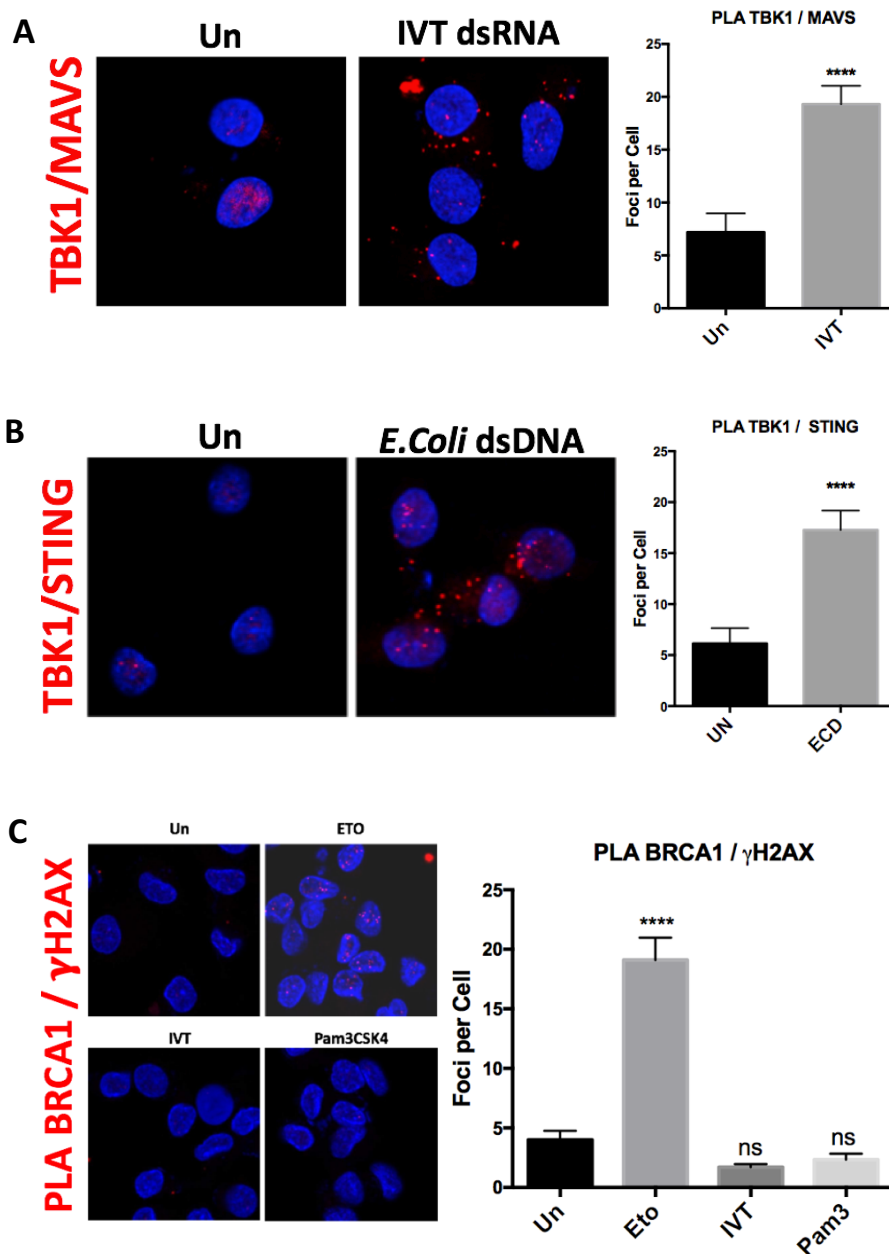 A
Un
IVT dsRNA
TBK1/MAVS
PLA TBK1 / MAVS
Foci per Cell
25
20
15
10
5
0
****
Un
IVT
B
Un
E.Coli dsDNA
TBK1/STING
PLA TBK1 / STING
Foci per Cell
25
20
15
10
5
0
****
UN
ECD
C
Un
ETO
IVT
Pam3CSK4
PLA BRCA1 / γH2AX
PLA BRCA1 / γH2AX
Foci per Cell
25
20
15
10
5
0
****
ns
ns
Un
Eto
IVT
Pam3